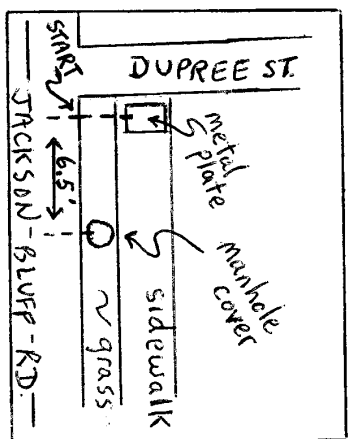 DUPREE ST.
START
metal
plate
6.5's
manhole
cover
sidewalk
~ grass
JACKSON-BLUFF-RD.